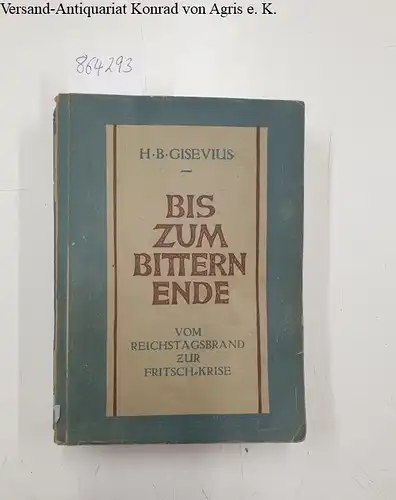 Versand-Antiquariat Konrad von Agris e. K.
864293
H·B·GISEVIUS
BIS
ZUM
BITTERN
ENDE
VOM
REICHSTAGSBRAND
ZUR
FRITSCH-KRISE